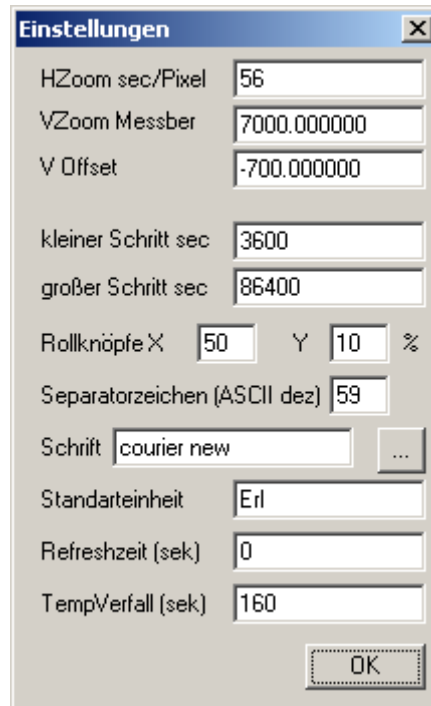 Einstellungen
HZoom sec/Pixel 56
VZoom Messber 7000.000000
V Offset -700.000000
kleiner Schritt sec 3600
großer Schritt sec 86400
Rollknöpfe X 50 Y 10 %
Separatorzeichen (ASCII dez) 59
Schrift courier new ...
Standarteinheit Erl
Refreshzeit (sek) 0
TempVerfall (sek) 160
OK